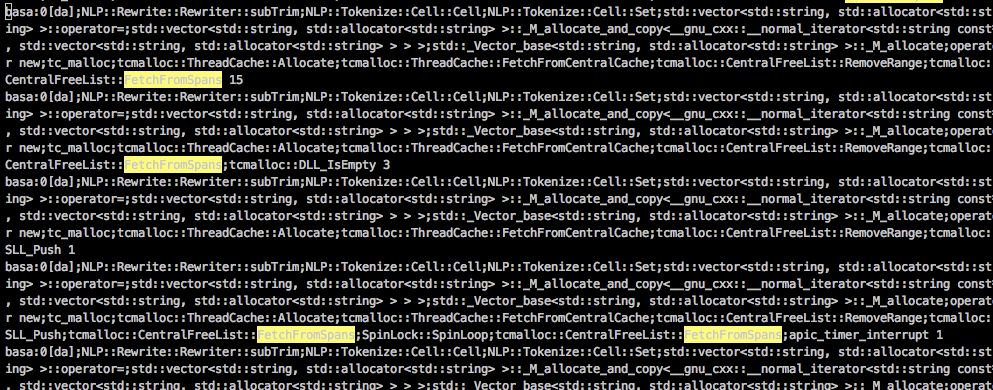 basa:0[da];NLP::Rewrite::Rewriter::subTrim;NLP::Tokenize::Cell::Cell;NLP::Tokenize::Cell::Set;std::vector<std::string, std::allocator<std::st
ing> >::operator=;std::vector<std::string, std::allocator<std::string> >::_M_allocate_and_copy<__gnu_cxx::__normal_iterator<std::string const
, std::vector<std::string, std::allocator<std::string> > > >;std::_Vector_base<std::string, std::allocator<std::string> >::_M_allocate;operat
r new;tc_malloc;tcmalloc::ThreadCache::Allocate;tcmalloc::ThreadCache::FetchFromCentralCache;tcmalloc::CentralFreeList::RemoveRange;tcmalloc:
CentralFreeList::FetchFromSpans 15
basa:0[da];NLP::Rewrite::Rewriter::subTrim;NLP::Tokenize::Cell::Cell;NLP::Tokenize::Cell::Set;std::vector<std::string, std::allocator<std::st
ing> >::operator=;std::vector<std::string, std::allocator<std::string> >::_M_allocate_and_copy<__gnu_cxx::__normal_iterator<std::string const
, std::vector<std::string, std::allocator<std::string> > > >;std::_Vector_base<std::string, std::allocator<std::string> >::_M_allocate;operat
r new;tc_malloc;tcmalloc::ThreadCache::Allocate;tcmalloc::ThreadCache::FetchFromCentralCache;tcmalloc::CentralFreeList::RemoveRange;tcmalloc:
CentralFreeList::FetchFromSpans;tcmalloc::DLL_IsEmpty 3
basa:0[da];NLP::Rewrite::Rewriter::subTrim;NLP::Tokenize::Cell::Cell;NLP::Tokenize::Cell::Set;std::vector<std::string, std::allocator<std::st
ing> >::operator=;std::vector<std::string, std::allocator<std::string> >::_M_allocate_and_copy<__gnu_cxx::__normal_iterator<std::string const
, std::vector<std::string, std::allocator<std::string> > > >;std::_Vector_base<std::string, std::allocator<std::string> >::_M_allocate;operat
r new;tc_malloc;tcmalloc::ThreadCache::Allocate;tcmalloc::ThreadCache::FetchFromCentralCache;tcmalloc::CentralFreeList::RemoveRange;tcmalloc:
SLL_Push 1
basa:0[da];NLP::Rewrite::Rewriter::subTrim;NLP::Tokenize::Cell::Cell;NLP::Tokenize::Cell::Set;std::vector<std::string, std::allocator<std::st
ing> >::operator=;std::vector<std::string, std::allocator<std::string> >::_M_allocate_and_copy<__gnu_cxx::__normal_iterator<std::string const
, std::vector<std::string, std::allocator<std::string> > > >;std::_Vector_base<std::string, std::allocator<std::string> >::_M_allocate;operat
r new;tc_malloc;tcmalloc::ThreadCache::Allocate;tcmalloc::ThreadCache::FetchFromCentralCache;tcmalloc::CentralFreeList::RemoveRange;tcmalloc:
SLL_Push;tcmalloc::CentralFreeList::FetchFromSpans;SpinLock::SpinLoop;tcmalloc::CentralFreeList::FetchFromSpans;apic_timer_interrupt 1
basa:0[da];NLP::Rewrite::Rewriter::subTrim;NLP::Tokenize::Cell::Cell;NLP::Tokenize::Cell::Set;std::vector<std::string, std::allocator<std::st
ing> >::operator=;std::vector<std::string, std::allocator<std::string> >::_M_allocate_and_copy<__gnu_cxx::__normal_iterator<std::string const
, std::vector<std::string, std::allocator<std::string> > > >;std::_Vector_base<std::string, std::allocator<std::string> >::_M_allocate;operat